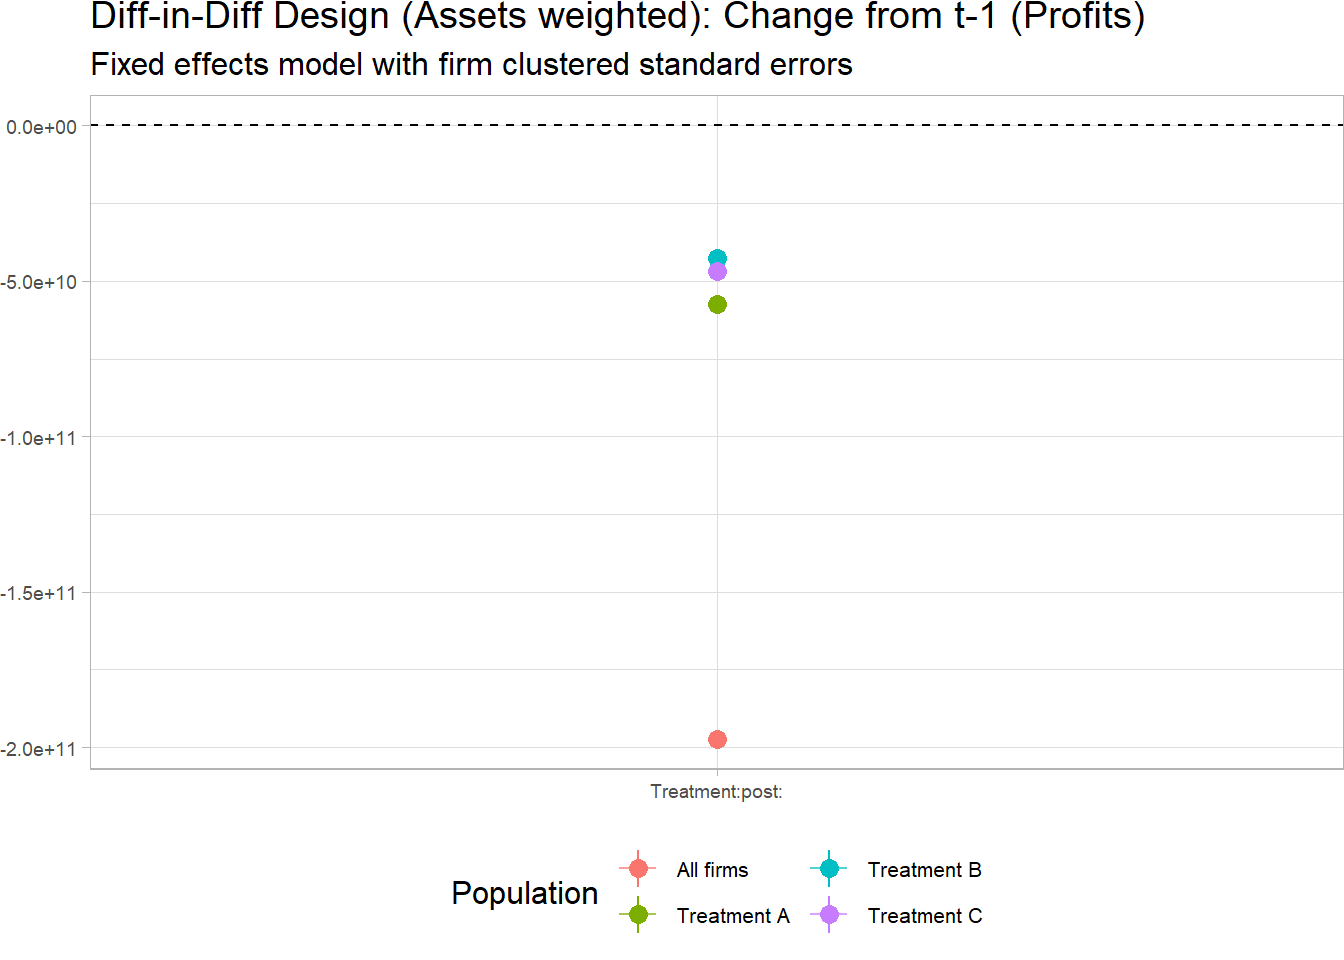 Diff-in-Diff Design (Assets weighted): Change from t-1 (Profits)
Fixed effects model with firm clustered standard errors
0.0e+00
-5.0e+10
-1.0e+11
-1.5e+11
-2.0e+11
Treatment:post:
Population
All firms
Treatment B
Treatment A
Treatment C